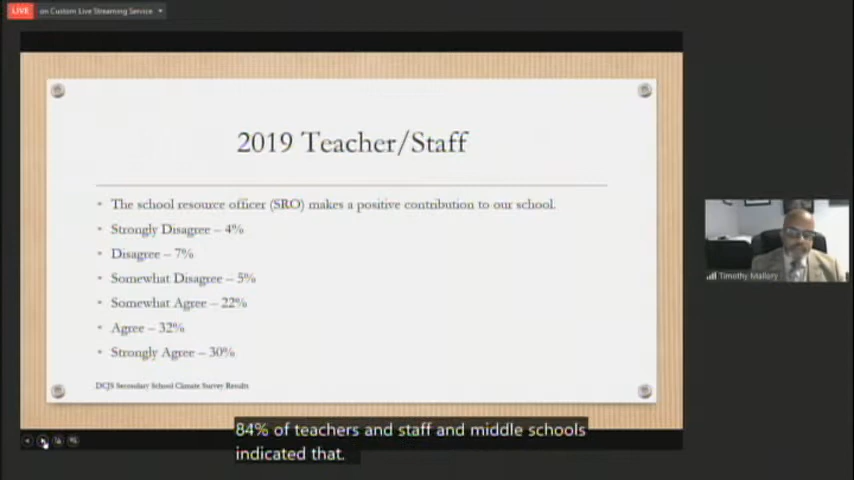 LIVE
on Custom Live Streaming Service
2019 Teacher/Staff
The school resource officer (SRO) makes a positive contribution to our school.
Strongly Disagree – 4%
Disagree – 7%
Somewhat Disagree – 5%
Somewhat Agree – 22%
Agree – 32%
Strongly Agree – 30%
DCJS Secondary School Climate Survey Results
Timothy Mallory
84% of teachers and staff and middle schools
indicated that.